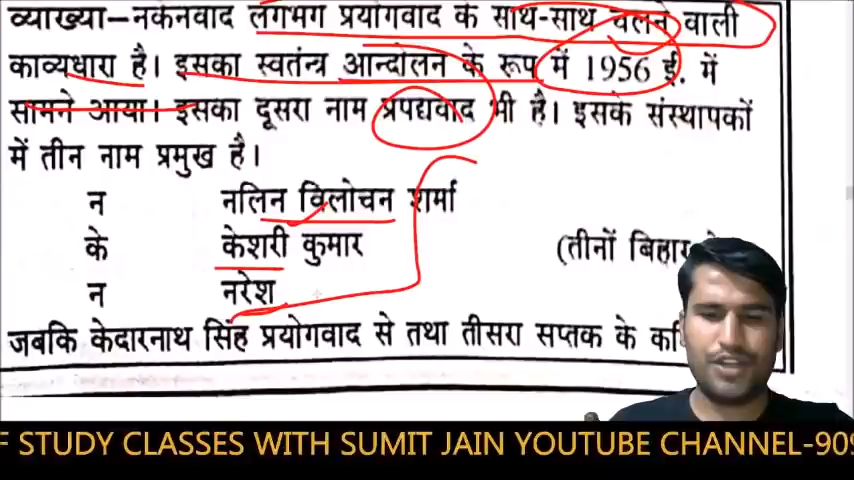 व्याख्या–नकेनवाद लगभग प्रयोगवाद के साथ-साथ चलने वाली
काव्यधारा है। इसका स्वतंन्त्र आन्दोलन के रूप में 1956 ई. में
सामने आया। इसका दूसरा नाम प्रपद्यवाद भी है। इसके संस्थापकों
में तीन नाम प्रमुख है।
न नलिन विलोचन शर्मा
के केशरी कुमार (तीनों बिहार
न नरेश
जबकि केदारनाथ सिंह प्रयोगवाद से तथा तीसरा सप्तक के
F STUDY CLASSES WITH SUMIT JAIN YOUTUBE CHANNEL-909